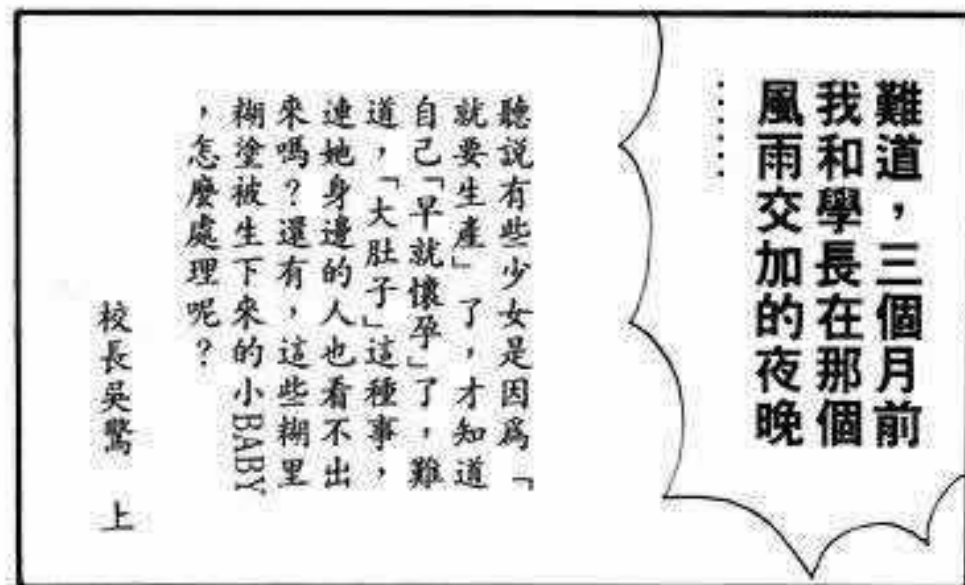 難道，三個月前
我和學長在那個
風雨交加的夜晚
⋯⋯
聽說有些少女是因為「
就要生產」了，才知道
自己「早就懷孕」了，難
道，「大肚子」這種事，
連她身邊的人也看不出
來嗎？還有，這些糊里
糊塗被生下來的小BABY
，怎麼處理呢？
校長吳驚　上